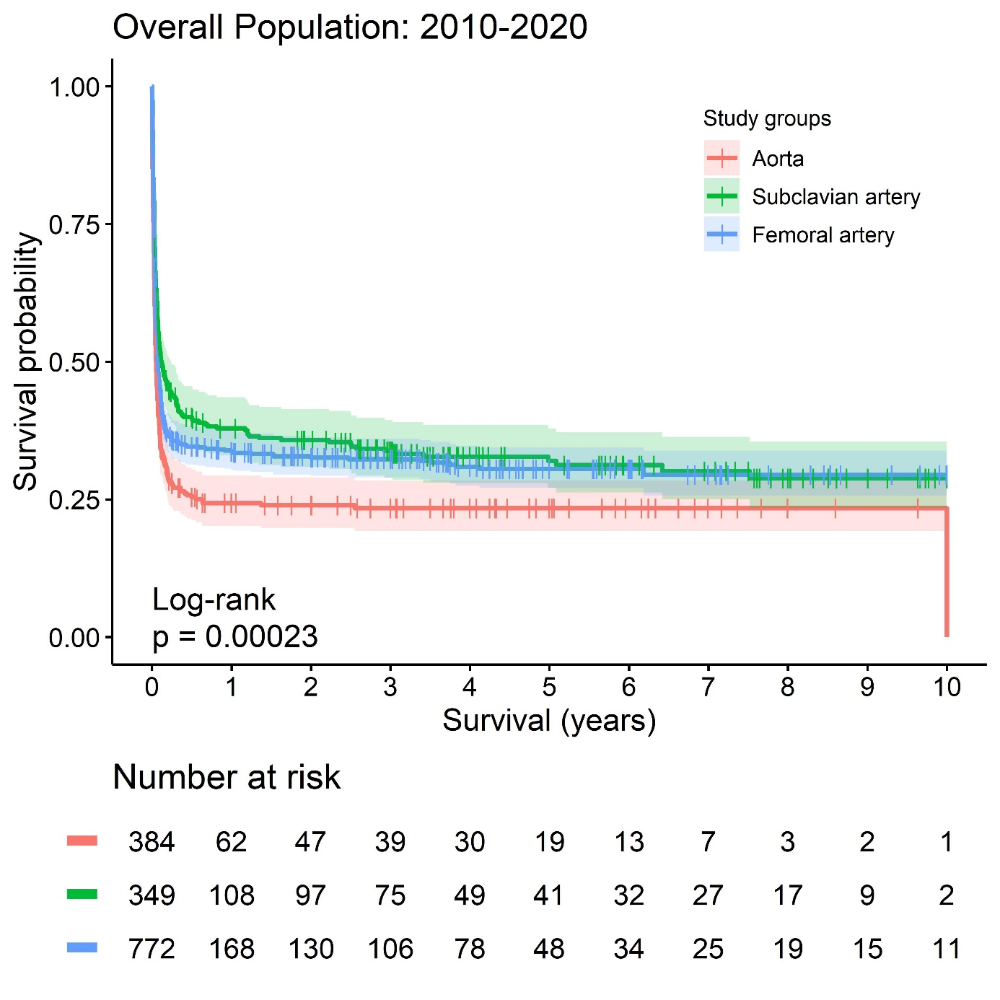 Overall Population: 2010-2020
Survival probability
1.00
0.75
0.50
0.25
0.00
Study groups
Aorta
Subclavian artery
Femoral artery
Log-rank
p = 0.00023
0 1 2 3 4 5 6 7 8 9 10
Survival (years)
Number at risk
384 62 47 39 30 19 13 7 3 2 1
349 108 97 75 49 41 32 27 17 9 2
772 168 130 106 78 48 34 25 19 15 11